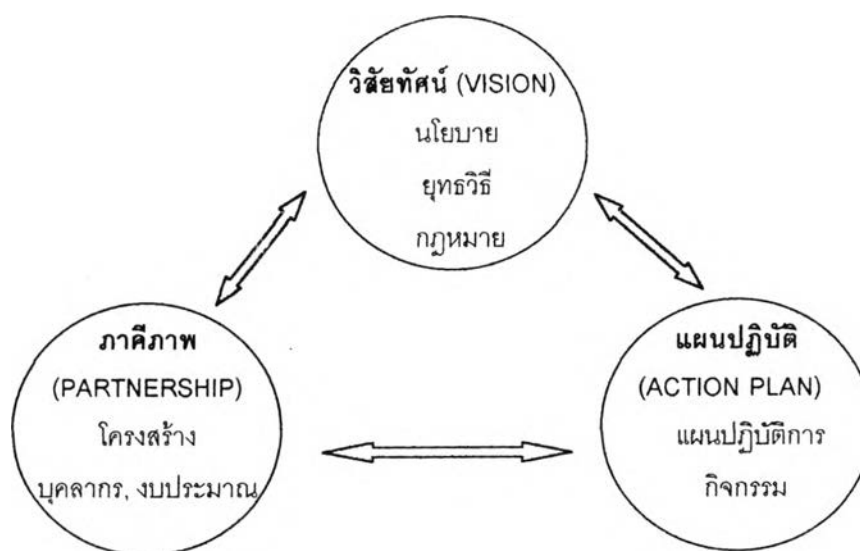 วิสัยทัศน์ (VISION)
นโยบาย
ยุทธวิธี
กฎหมาย
ภาคีภาพ
(PARTNERSHIP)
โครงสร้าง
บุคลากร, งบประมาณ
แผนปฏิบัติ
(ACTION PLAN)
แผนปฏิบัติการ
กิจกรรม